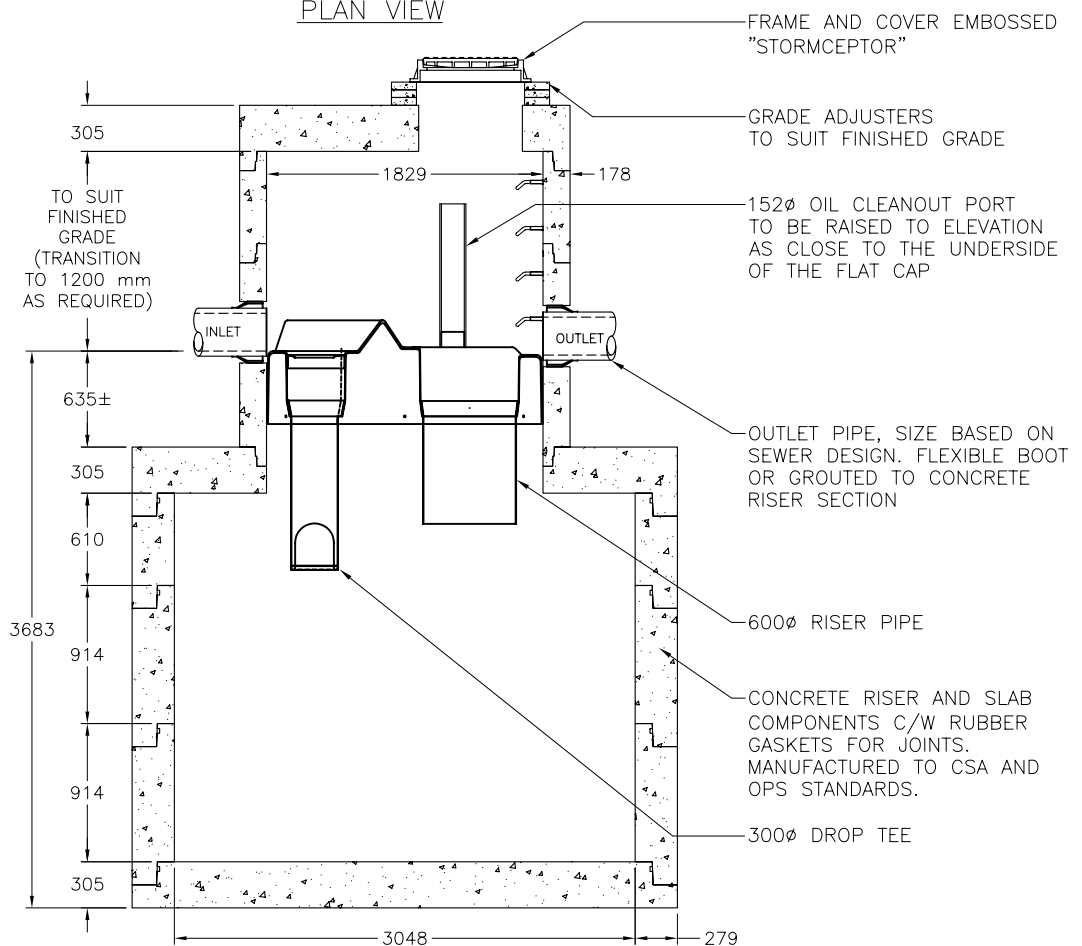 PLAN VIEW
FRAME AND COVER EMBOSSED
"STORMCEPTOR"
GRADE ADJUSTERS
TO SUIT FINISHED GRADE
305
1829
178
TO SUIT
FINISHED
GRADE
(TRANSITION
TO 1200 mm
AS REQUIRED)
152ø OIL CLEANOUT PORT
TO BE RAISED TO ELEVATION
AS CLOSE TO THE UNDERSIDE
OF THE FLAT CAP
INLET
OUTLET
635±
OUTLET PIPE, SIZE BASED ON
SEWER DESIGN. FLEXIBLE BOOT
OR GROUTED TO CONCRETE
RISER SECTION
305
610
3683
600ø RISER PIPE
914
CONCRETE RISER AND SLAB
COMPONENTS C/W RUBBER
GASKETS FOR JOINTS.
MANUFACTURED TO CSA AND
OPS STANDARDS.
914
300ø DROP TEE
305
3048
279